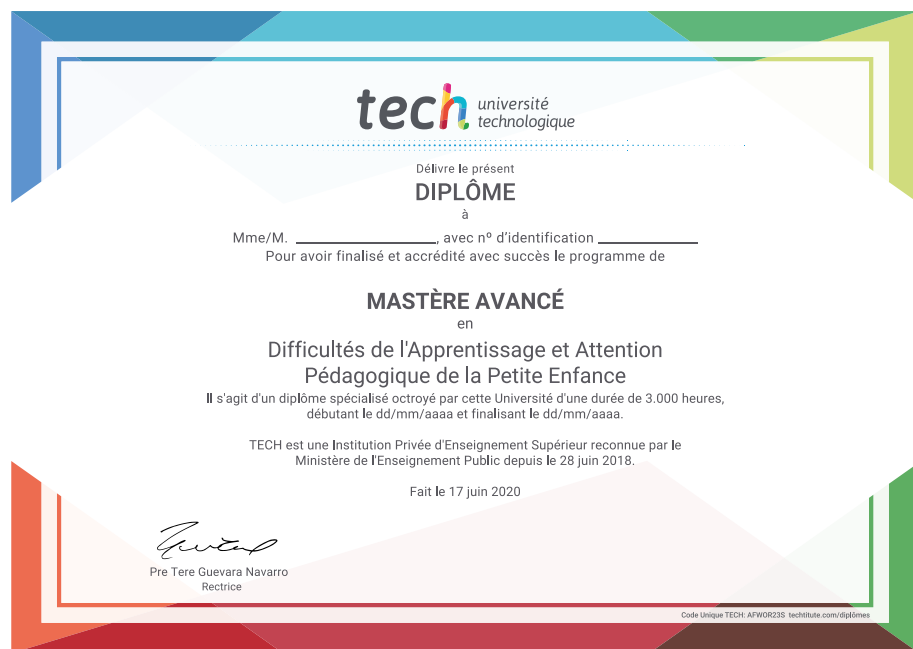 tech université
technologique
Délivre le présent
DIPLÔME
à
Mme/M. ____________________, avec nº d'identification ______________
Pour avoir finalisé et accrédité avec succès le programme de
MASTÈRE AVANCÉ
en
Difficultés de l'Apprentissage et Attention
Pédagogique de la Petite Enfance
Il s'agit d'un diplôme spécialisé octroyé par cette Université d'une durée de 3.000 heures,
débutant le dd/mm/aaaa et finalisant le dd/mm/aaaa.
TECH est une Institution Privée d'Enseignement Supérieur reconnue par le
Ministère de l'Enseignement Public depuis le 28 juin 2018.
Fait le 17 juin 2020
Pre Tere Guevara Navarro
Rectrice
Code Unique TECH: AFWOR23S techtitute.com/diplômes